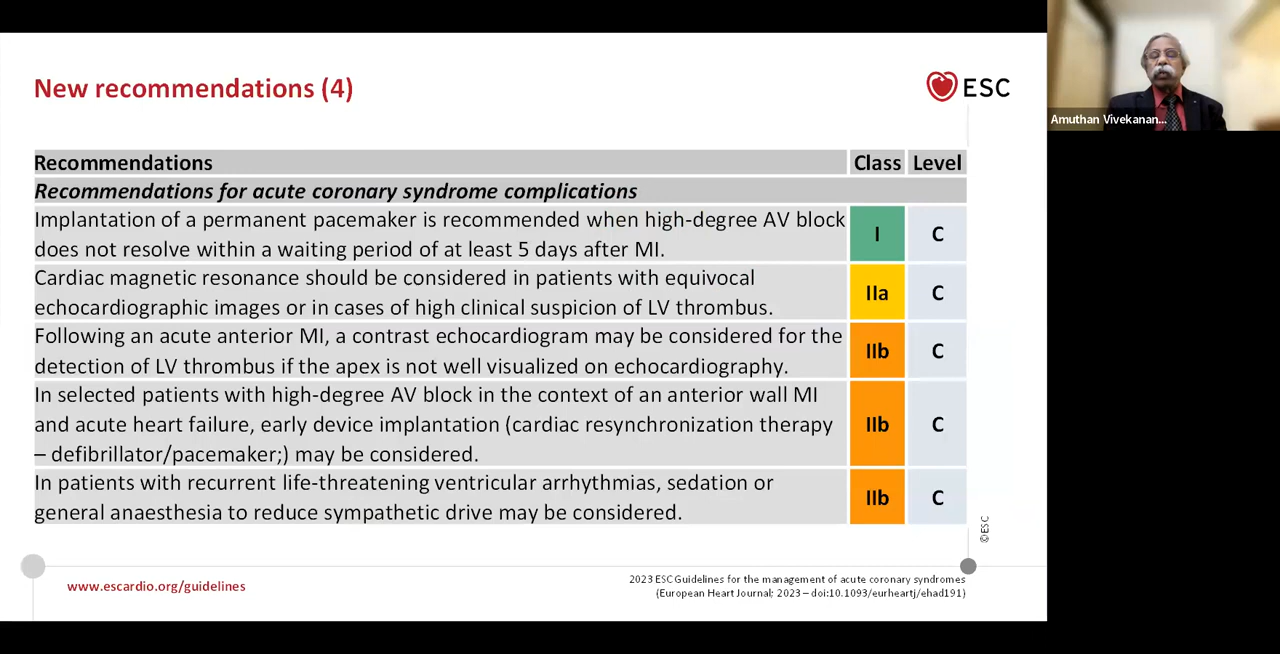 New recommendations (4)
ESC
Amuthan Vivekanan...
Recommendations Class Level
Recommendations for acute coronary syndrome complications
Implantation of a permanent pacemaker is recommended when high-degree AV block
does not resolve within a waiting period of at least 5 days after MI.
I C
Cardiac magnetic resonance should be considered in patients with equivocal
echocardiographic images or in cases of high clinical suspicion of LV thrombus.
IIa C
Following an acute anterior MI, a contrast echocardiogram may be considered for the
detection of LV thrombus if the apex is not well visualized on echocardiography.
IIb C
In selected patients with high-degree AV block in the context of an anterior wall MI
and acute heart failure, early device implantation (cardiac resynchronization therapy
– defibrillator/pacemaker;) may be considered.
IIb C
In patients with recurrent life-threatening ventricular arrhythmias, sedation or
general anaesthesia to reduce sympathetic drive may be considered.
IIb C
©ESC
www.escardio.org/guidelines
2023 ESC Guidelines for the management of acute coronary syndromes
(European Heart Journal; 2023 – doi:10.1093/eurheartj/ehad191)